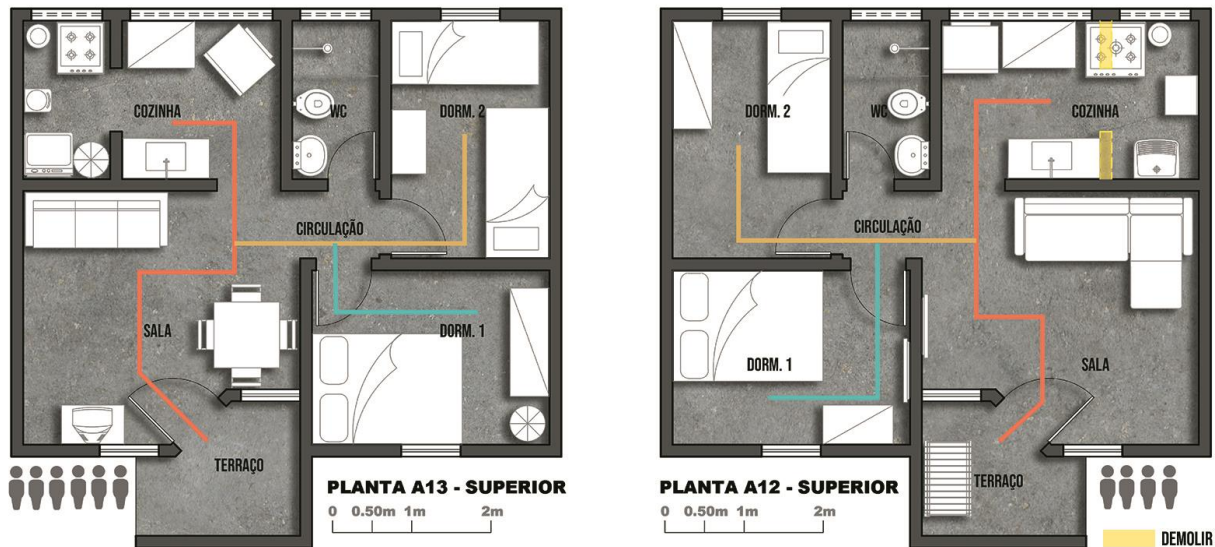 COZINHA
WC
DORM. 2
CIRCULAÇÃO
SALA
DORM. 1
TERRAÇO
PLANTA A13 - SUPERIOR
0 0.50m 1m 2m
DORM. 2
WC
COZINHA
CIRCULAÇÃO
DORM. 1
SALA
TERRAÇO
PLANTA A12 - SUPERIOR
0 0.50m 1m 2m
DEMOLIR